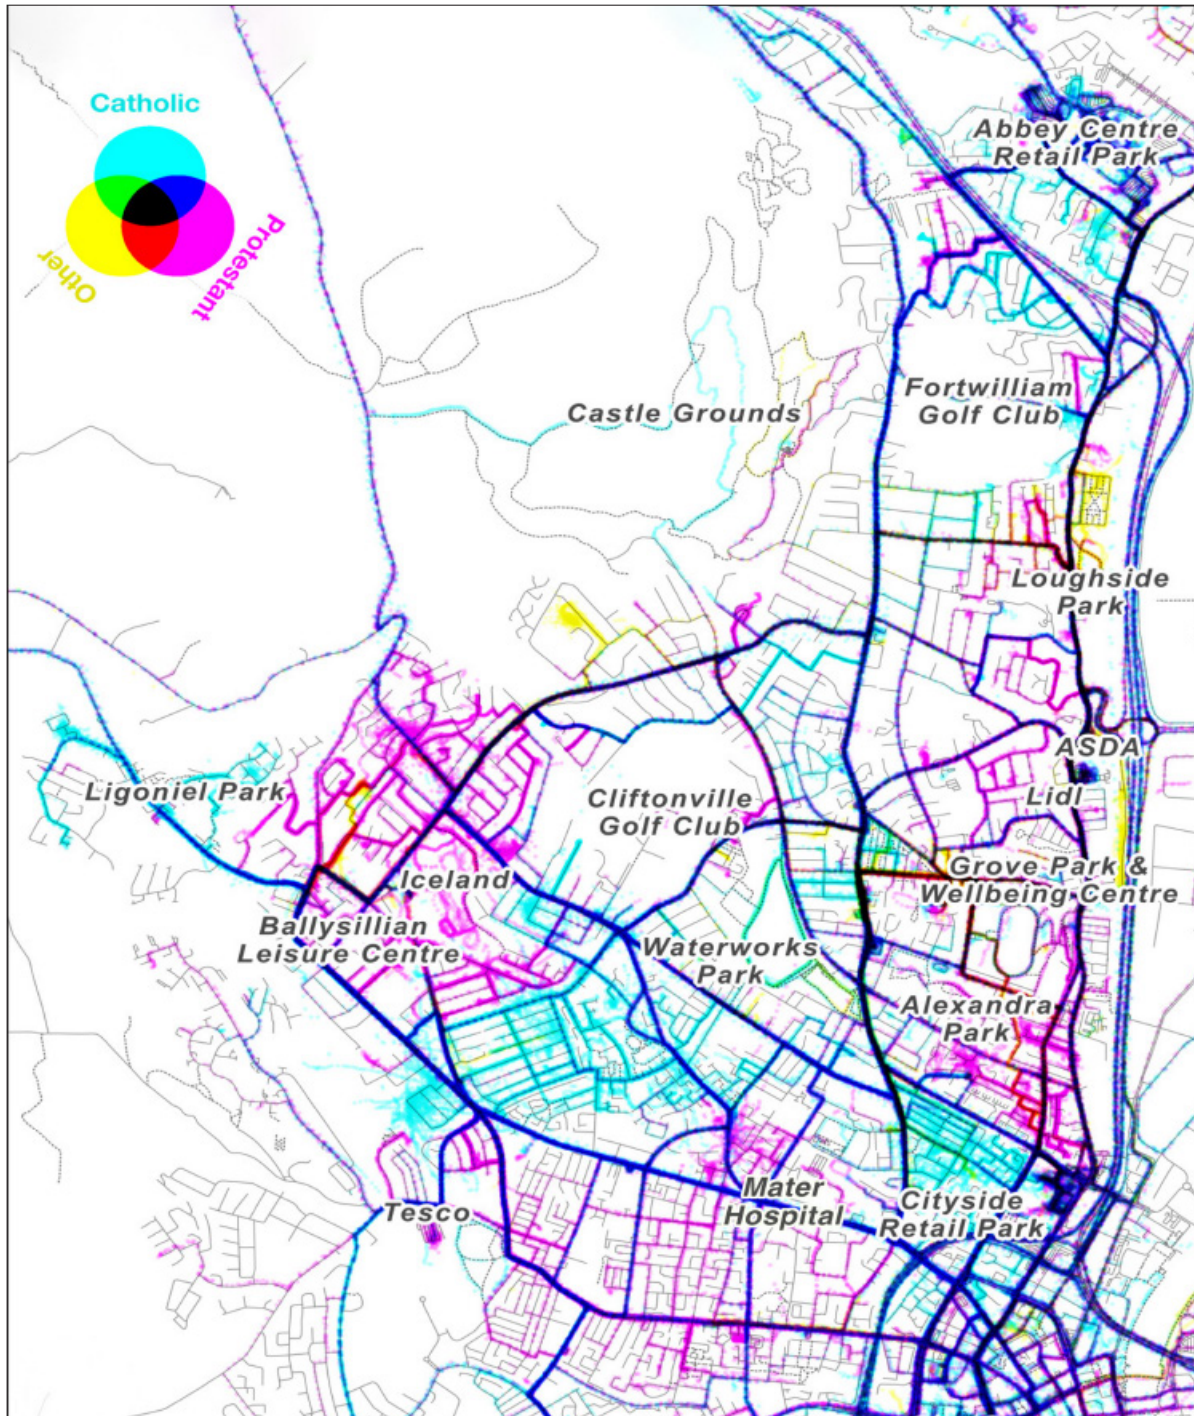 Catholic
Other
Protestant
Abbey Centre
Retail Park
Castle Grounds
Fortwilliam
Golf Club
Loughside
Park
ASDA
Ligoniel Park
Cliftonville
Golf Club
Lidl
Iceland
Grove Park &
Wellbeing Centre
Ballysillian
Leisure Centre
Waterworks
Park
Alexandra
Park
Tesco
Mater
Hospital
Cityside
Retail Park